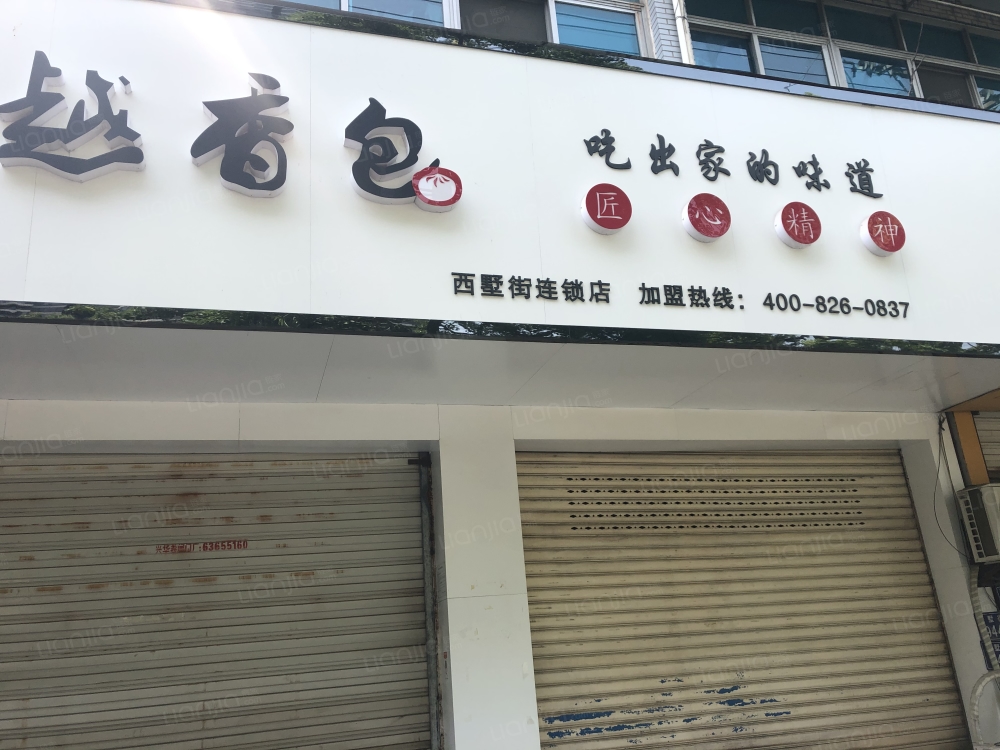 越香包
吃出家的味道
匠心精神
西墅街连锁店 加盟热线：400-826-0837
63655160
Lianjia